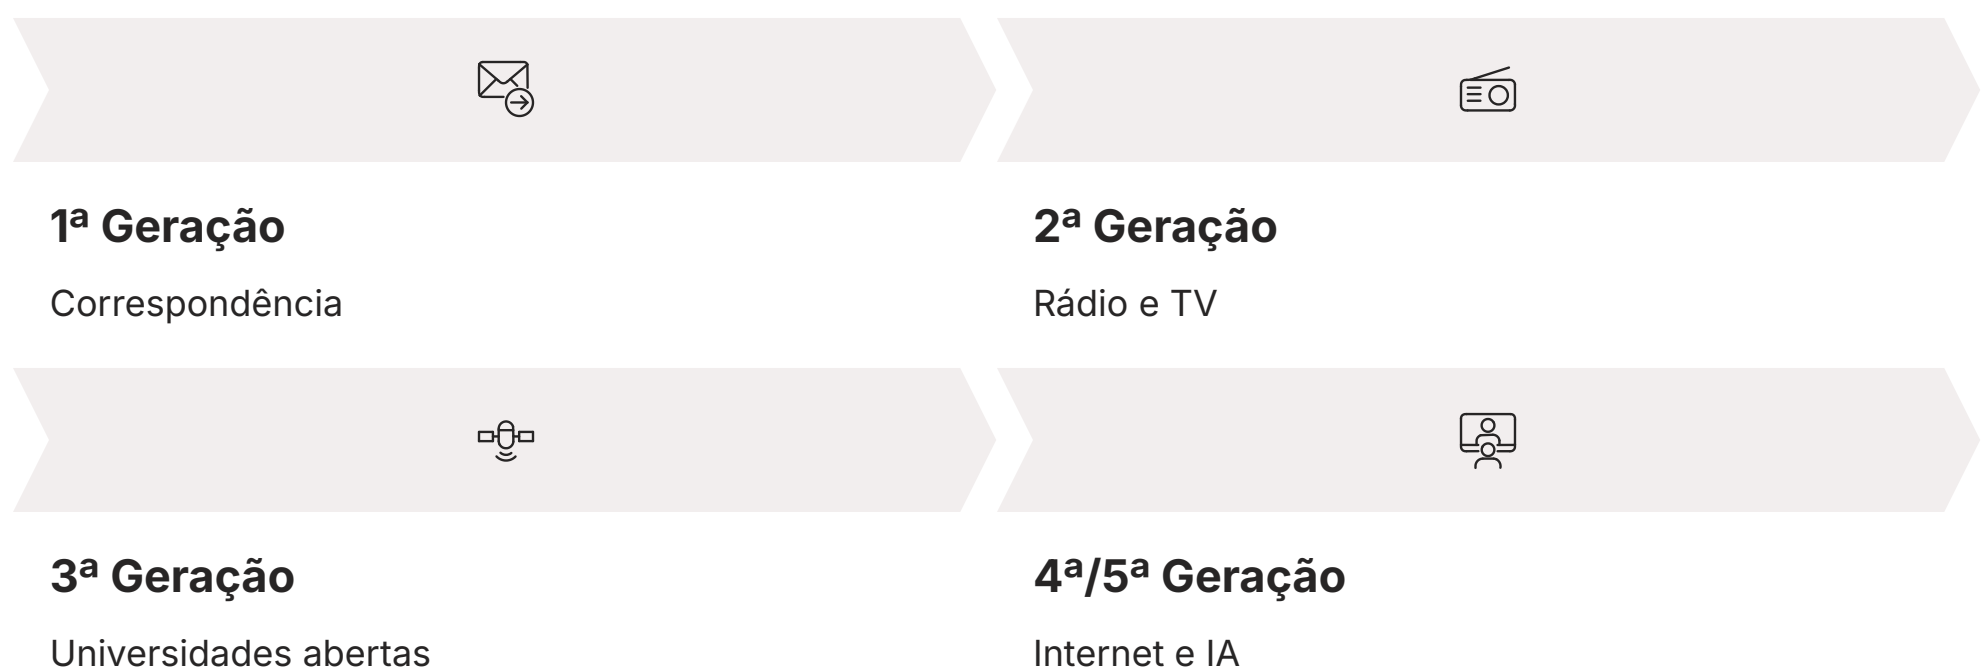 1ª Geração
Correspondência
2ª Geração
Rádio e TV
3ª Geração
Universidades abertas
4ª/5ª Geração
Internet e IA